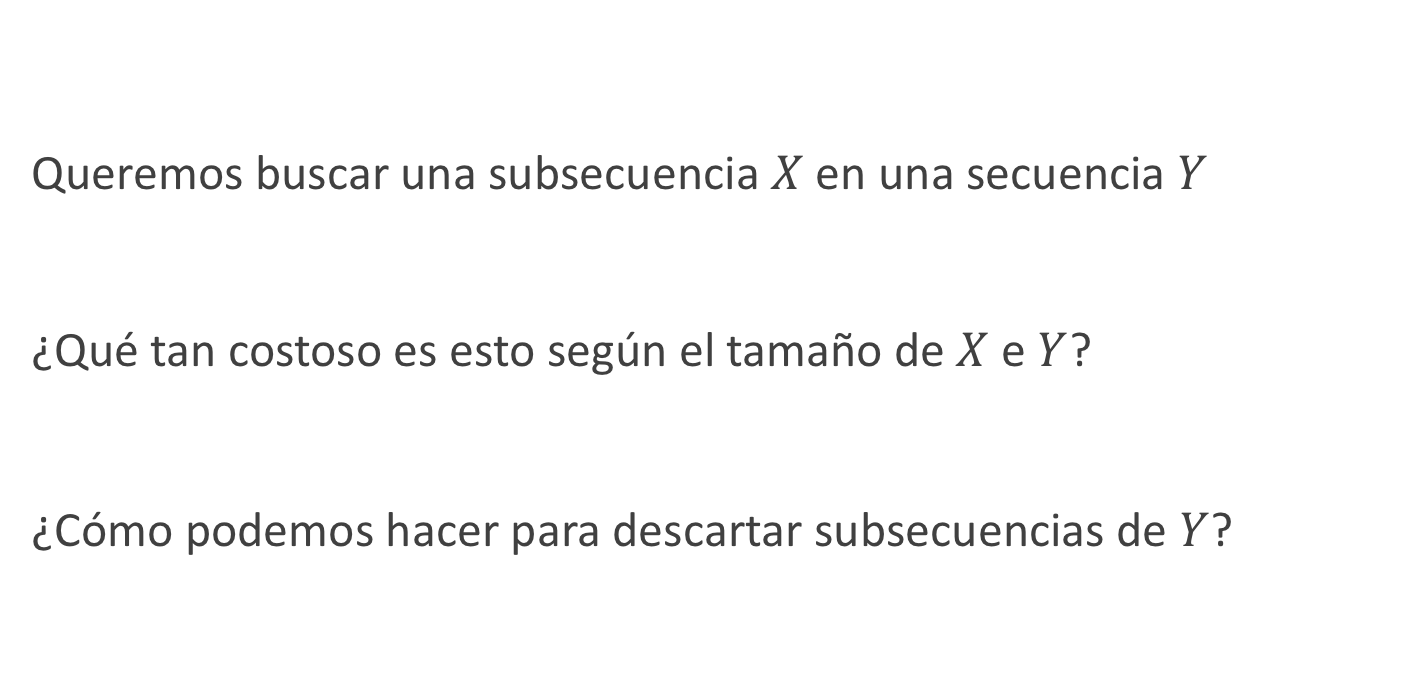 Queremos buscar una subsecuencia X en una secuencia Y
¿Qué tan costoso es esto según el tamaño de X e Y?
¿Cómo podemos hacer para descartar subsecuencias de Y?